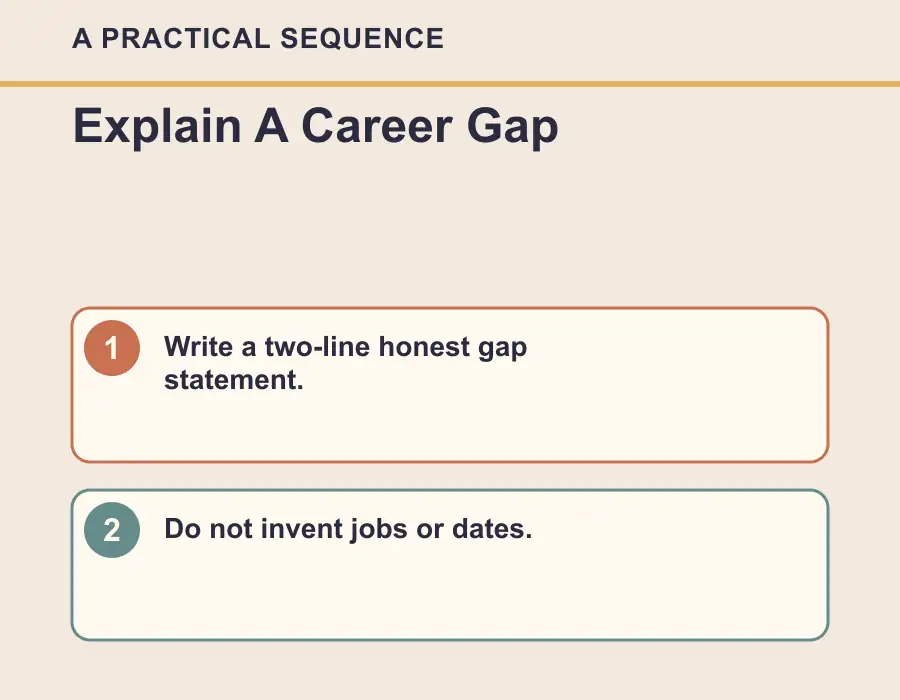 A PRACTICAL SEQUENCE
Explain A Career Gap
1
Write a two-line honest gap
statement.
2
Do not invent jobs or dates.